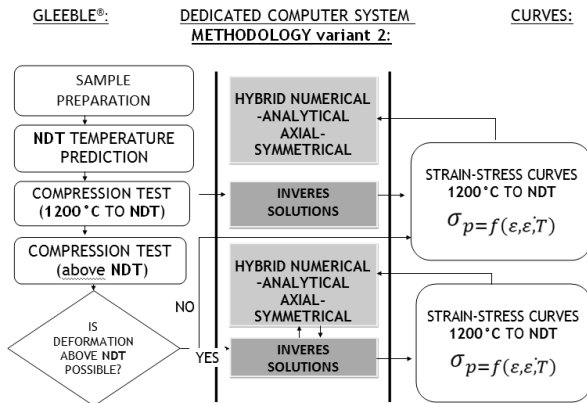 GLEEBLE®:
DEDICATED COMPUTER SYSTEM
METHODOLOGY variant 2:
CURVES:
SAMPLE
PREPARATION
NDT TEMPERATURE
PREDICTION
COMPRESSION TEST
(1200°C TO NDT)
COMPRESSION TEST
(above NDT)
IS
DEFORMATION
ABOVE NDT
POSSIBLE?
NO
YES
HYBRID NUMERICAL
-ANALYTICAL
AXIAL-
SYMMETRICAL
INVERES
SOLUTIONS
HYBRID NUMERICAL
-ANALYTICAL
AXIAL-
SYMMETRICAL
INVERES
SOLUTIONS
STRAIN-STRESS CURVES
1200°C TO NDT
σp=f(ε,ε̇,T)
STRAIN-STRESS CURVES
1200°C TO NDT
σp=f(ε,ε̇,T)